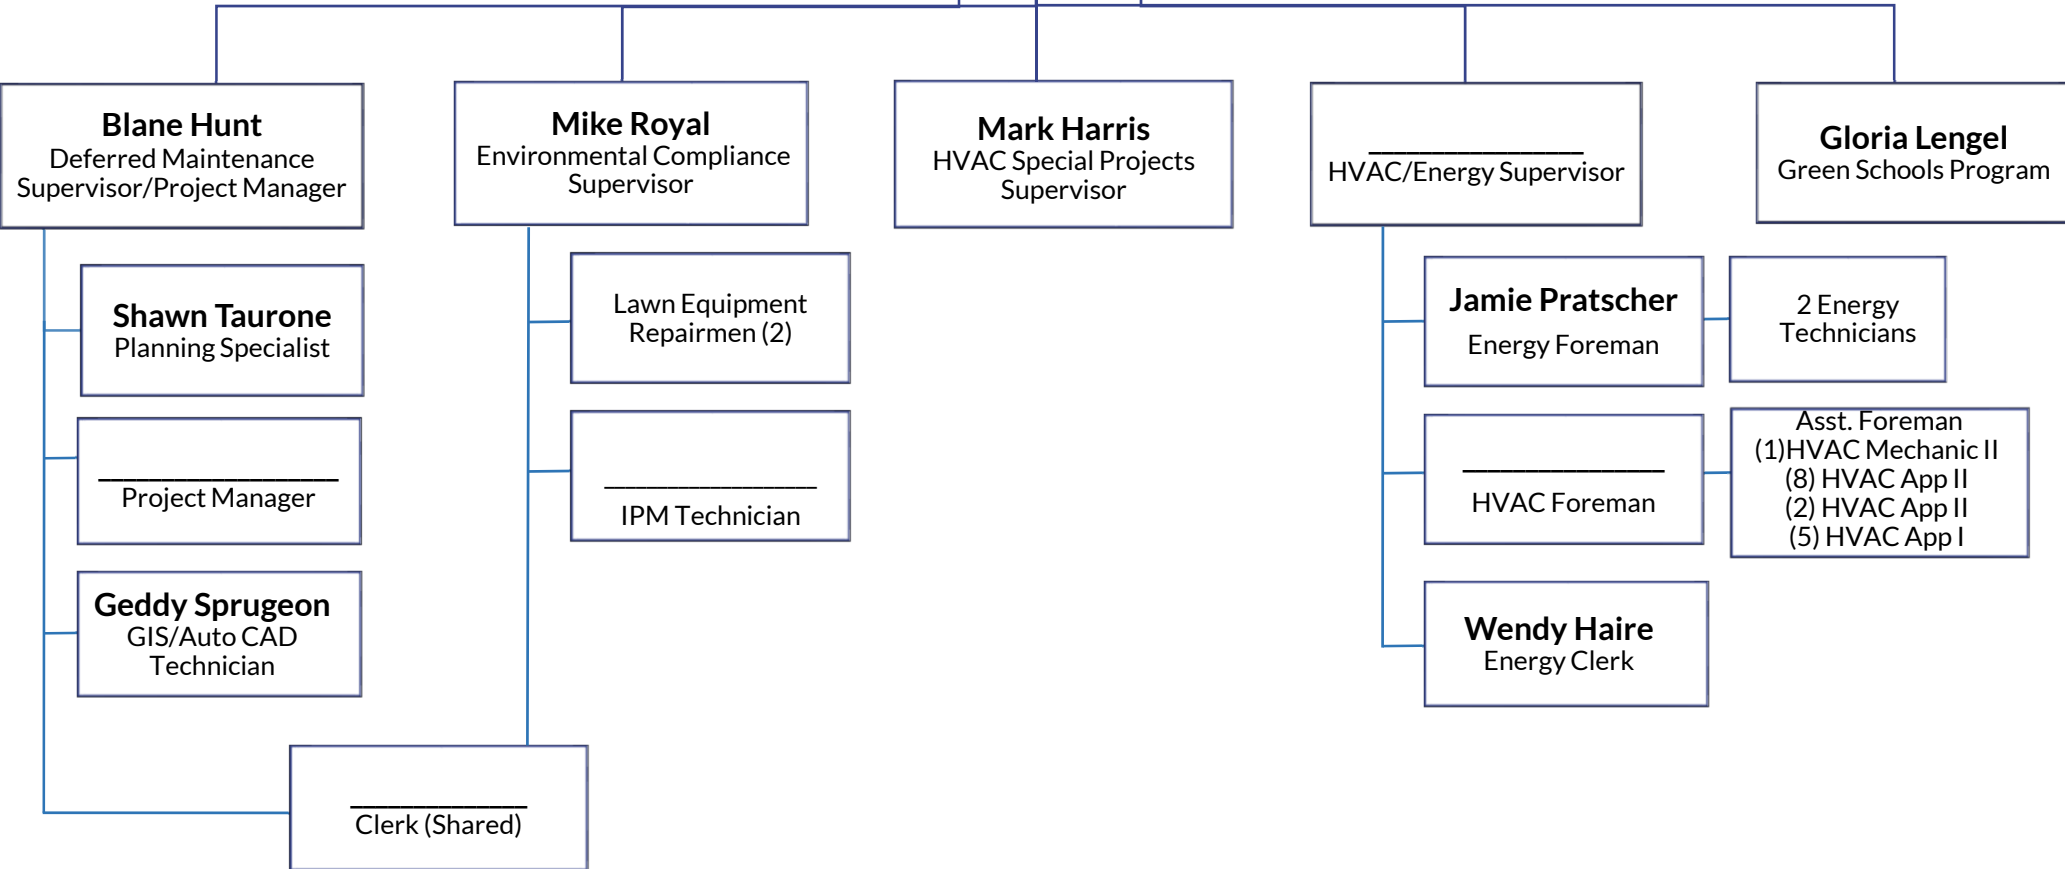 Blane Hunt
Deferred Maintenance
Supervisor/Project Manager
Mike Royal
Environmental Compliance
Supervisor
Mark Harris
HVAC Special Projects
Supervisor
_________________
HVAC/Energy Supervisor
Gloria Lengel
Green Schools Program
Shawn Taurone
Planning Specialist
___________________
Project Manager
Geddy Sprugeon
GIS/Auto CAD
Technician
Lawn Equipment
Repairmen (2)
_________________
IPM Technician
______________
Clerk (Shared)
Jamie Pratscher
Energy Foreman
2 Energy
Technicians
________________
HVAC Foreman
Asst. Foreman
(1)HVAC Mechanic II
(8) HVAC App II
(2) HVAC App II
(5) HVAC App I
Wendy Haire
Energy Clerk